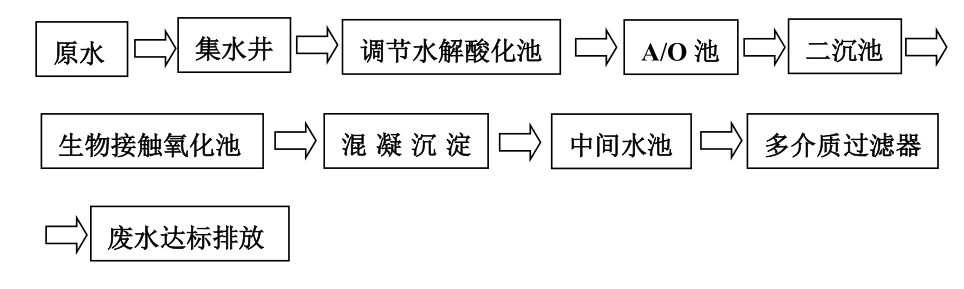 原水 集水井 调节水解酸化池 A/O 池 二沉池
生物接触氧化池 混 凝 沉 淀 中间水池 多介质过滤器
废水达标排放